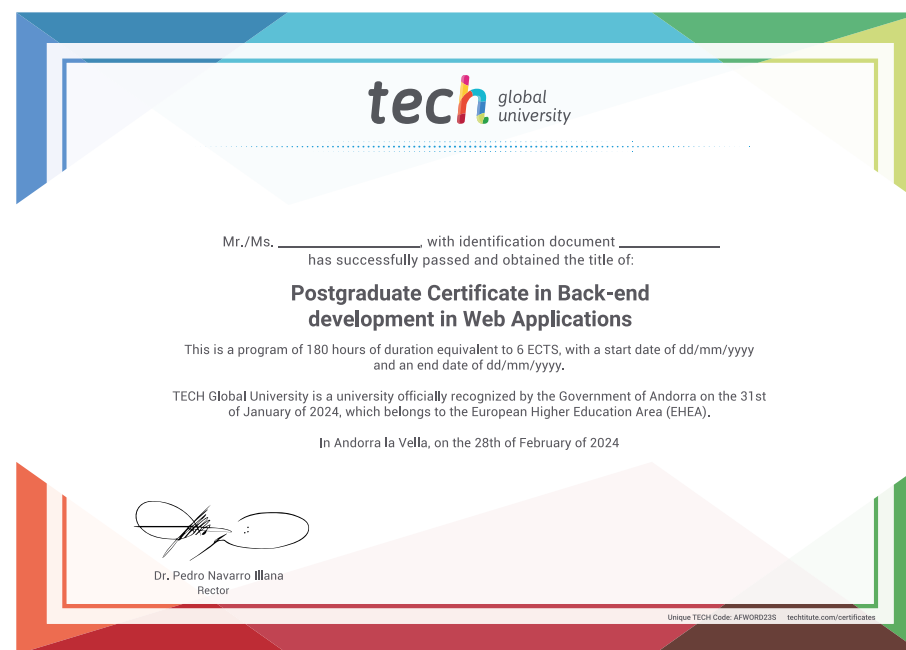 tech global
university
Mr./Ms. ____________, with identification document ____________
has successfully passed and obtained the title of:
Postgraduate Certificate in Back-end
development in Web Applications
This is a program of 180 hours of duration equivalent to 6 ECTS, with a start date of dd/mm/yyyy
and an end date of dd/mm/yyyy.
TECH Global University is a university officially recognized by the Government of Andorra on the 31st
of January of 2024, which belongs to the European Higher Education Area (EHEA).
In Andorra la Vella, on the 28th of February of 2024
Dr. Pedro Navarro Illana
Rector
Unique TECH Code: AFWORD23S techtitute.com/certificates